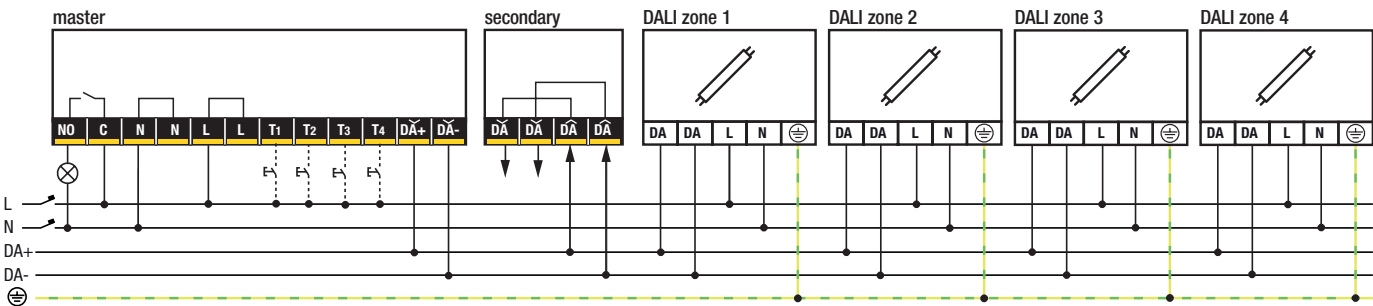 master
secondary
DALI zone 1
DALI zone 2
DALI zone 3
DALI zone 4
NO C N N L L T1 T2 T3 T4 DA+ DA-
DA DA DA DA
DA DA L N
DA DA L N
DA DA L N
DA DA L N
L
N
DA+
DA-